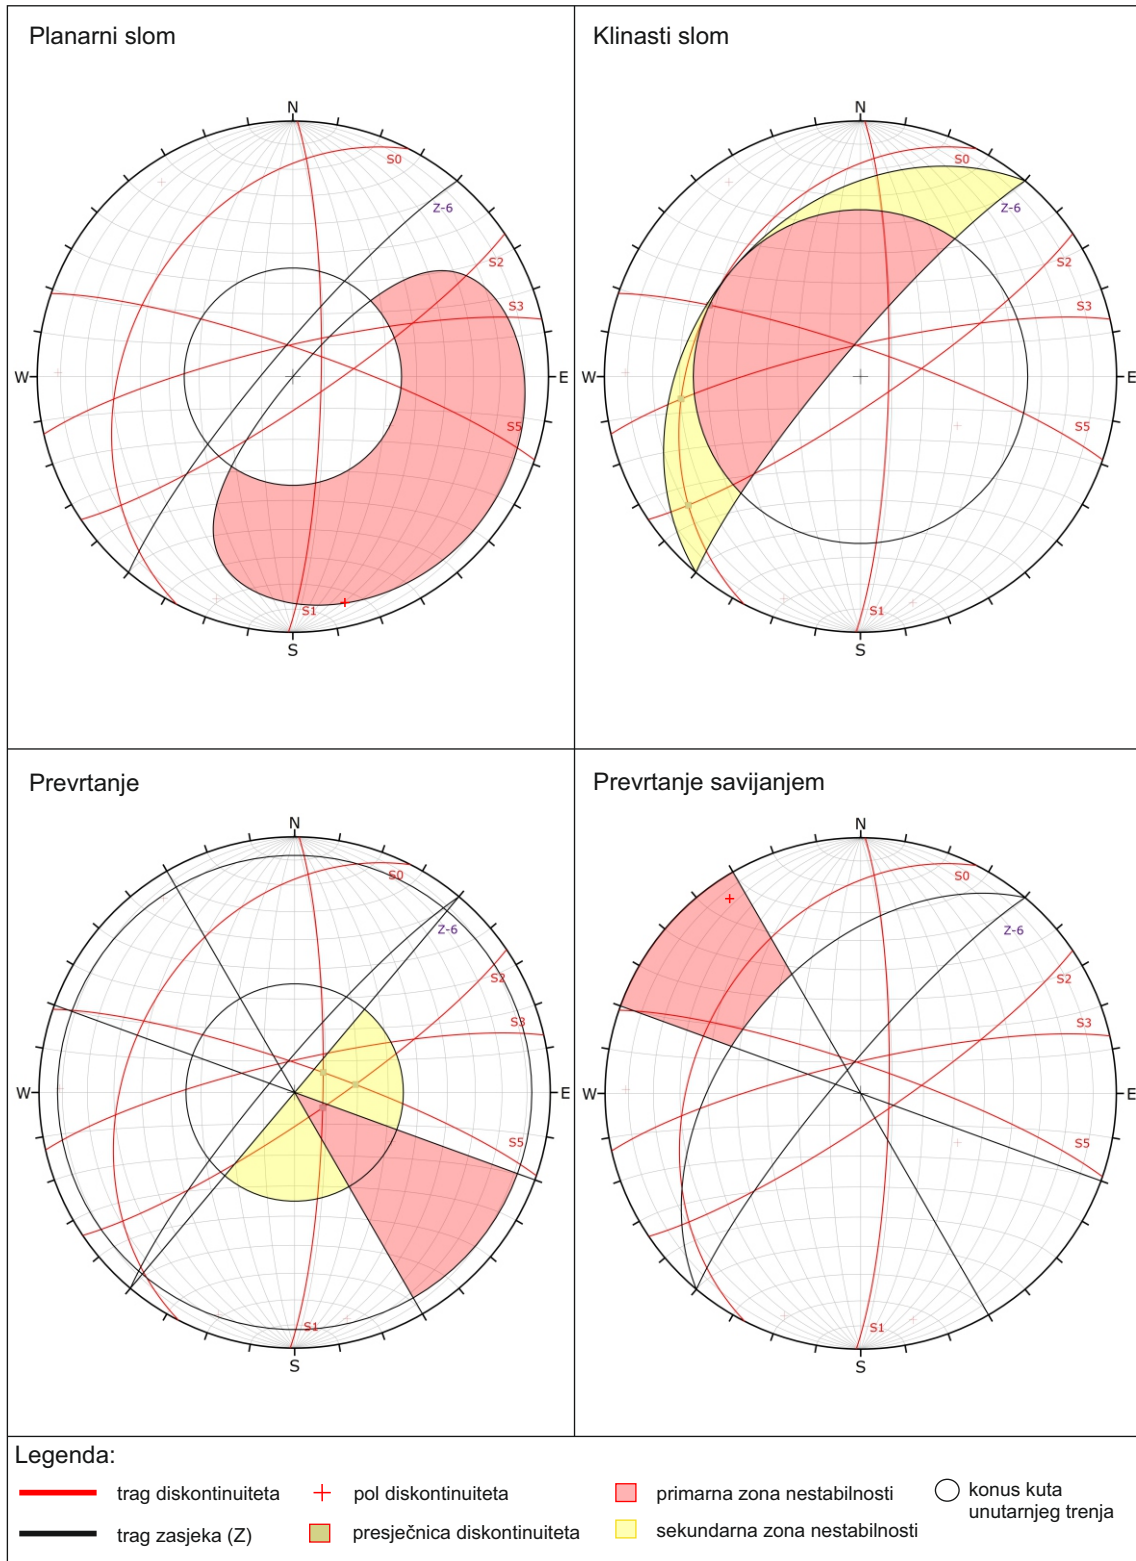 Planarni slom
N
S0
Z-6
S2
S3
W
E
S5
S1
S
Klinasti slom
N
S0
Z-6
S2
S3
W
E
S5
S1
S
Prevrtanje
N
S0
Z-6
S2
S3
W
E
S5
S1
S
Prevrtanje savijanjem
N
S0
Z-6
S2
S3
W
E
S5
S1
S
Legenda:
trag diskontinuiteta
pol diskontinuiteta
primarna zona nestabilnosti
konus kuta
unutarnjeg trenja
trag zasjeka (Z)
presječnica diskontinuiteta
sekundarna zona nestabilnosti